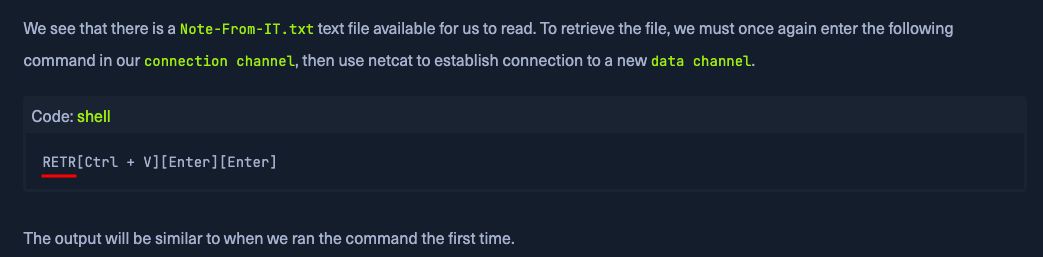 We see that there is a Note-From-IT.txt text file available for us to read. To retrieve the file, we must once again enter the following
command in our connection channel, then use netcat to establish connection to a new data channel.
Code: shell
RETR[Ctrl + V][Enter][Enter]
The output will be similar to when we ran the command the first time.